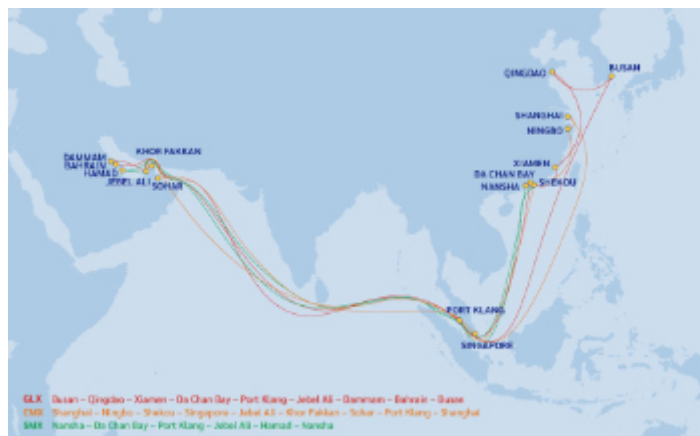 QINGDAO
BUSAN
SHANGHAI
NINGBO
KHOR FAKKAN
DAMMAM
BAHRAIN
HAMAD
XIAMEN
JEBEL ALI
SOHAR
DA CHAN BAY
NANSHA
SHEKOU
PORT KLANG
SINGAPORE
GLX Busan – Qingdao – Xiamen – Da Chan Bay – Port Klang – Jebel Ali – Dammam – Bahrain – Busan
Shanghai – Ningbo – Shekou – Singapore – Jebel Ali – Khor Fakkan – Sohar – Port Klang – Shanghai
Nansha – Da Chan Bay – Port Klang – Jebel Ali – Hamad – Nansha